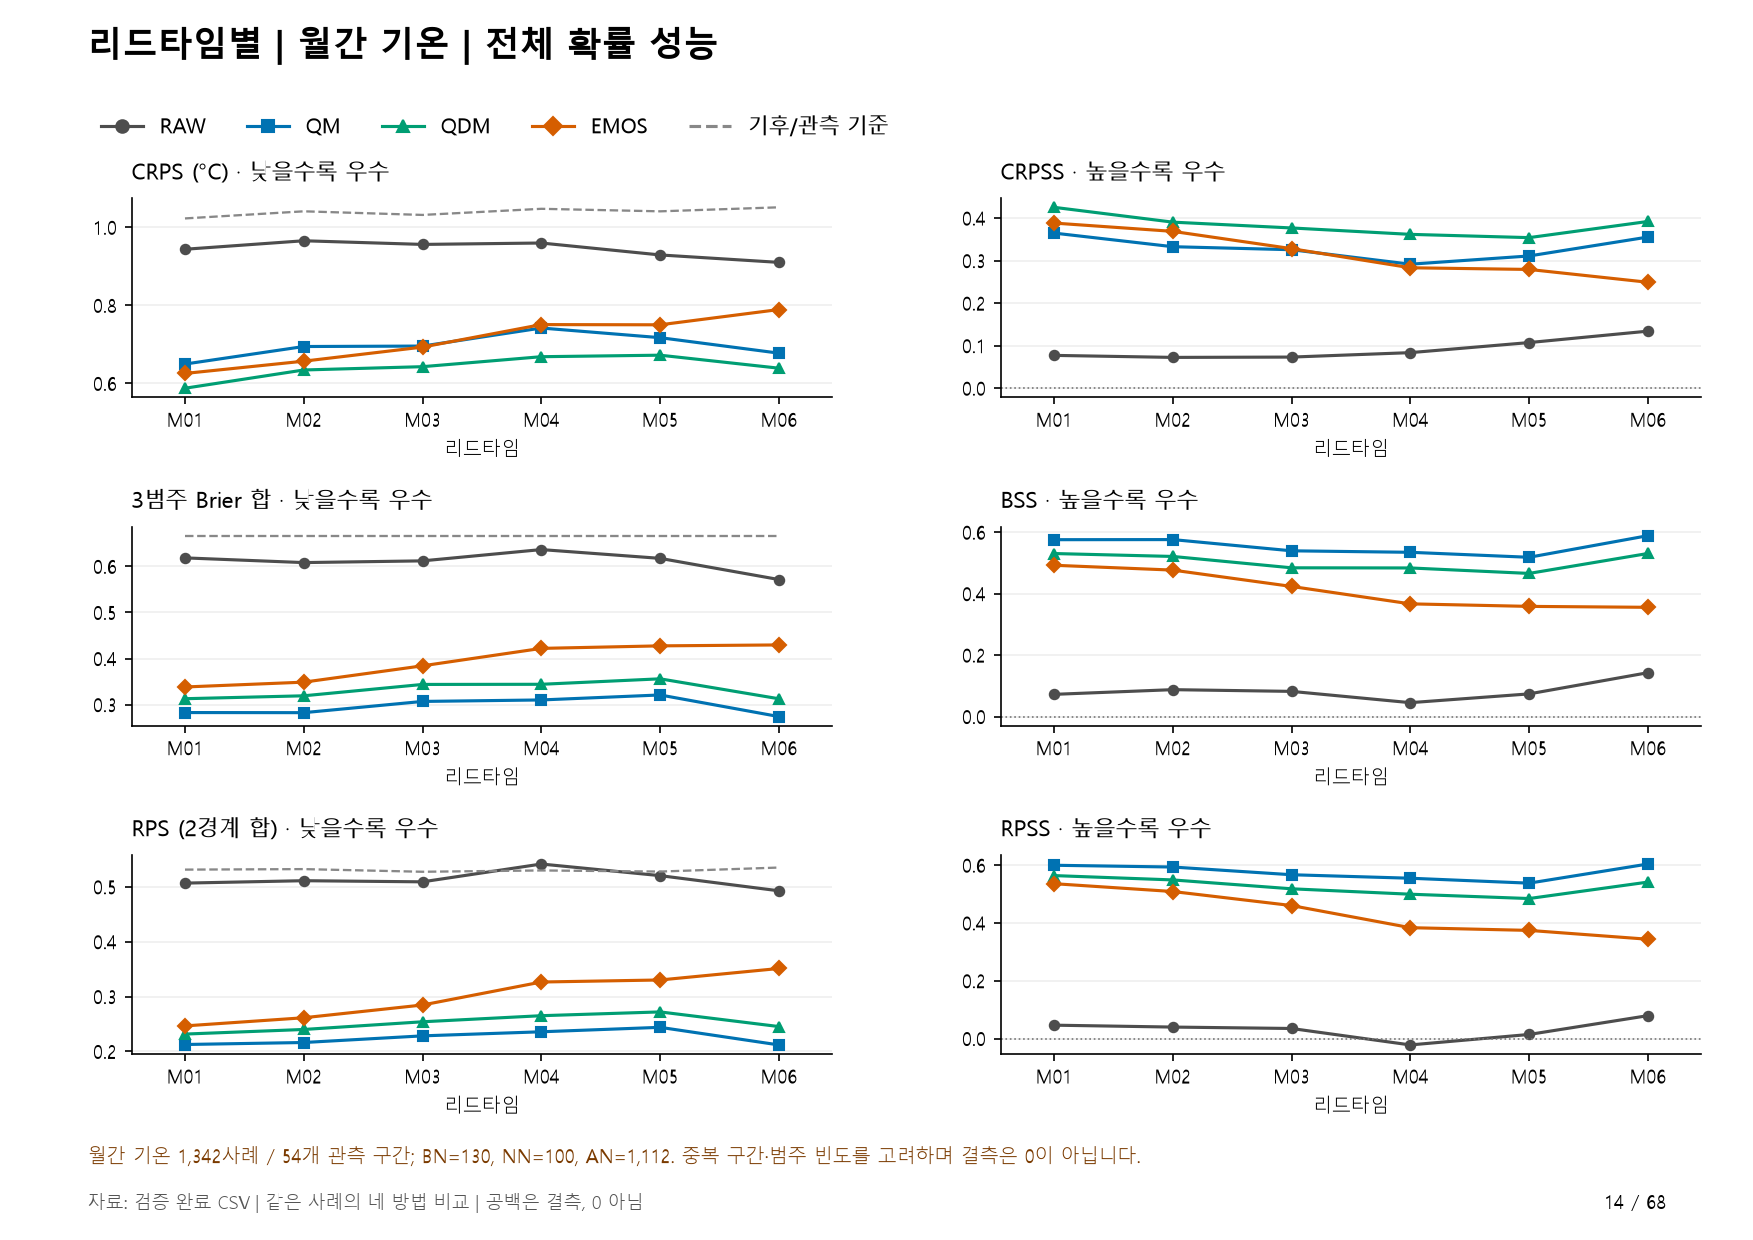 리드타임별 | 월간 기온 | 전체 확률 성능
RAW QM QDM EMOS 기후/관측 기준
CRPS (°C) · 낮을수록 우수
1.0
0.8
0.6
M01 M02 M03 M04 M05 M06
리드타임
CRPSS · 높을수록 우수
0.4
0.3
0.2
0.1
0.0
M01 M02 M03 M04 M05 M06
리드타임
3범주 Brier 합 · 낮을수록 우수
0.6
0.5
0.4
0.3
M01 M02 M03 M04 M05 M06
리드타임
BSS · 높을수록 우수
0.6
0.4
0.2
0.0
M01 M02 M03 M04 M05 M06
리드타임
RPS (2경계 합) · 낮을수록 우수
0.5
0.4
0.3
0.2
M01 M02 M03 M04 M05 M06
리드타임
RPSS · 높을수록 우수
0.6
0.4
0.2
0.0
M01 M02 M03 M04 M05 M06
리드타임
월간 기온 1,342사례 / 54개 관측 구간; BN=130, NN=100, AN=1,112. 중복 구간·범주 빈도를 고려하며 결측은 0이 아닙니다.
자료: 검증 완료 CSV | 같은 사례의 네 방법 비교 | 공백은 결측, 0 아님
14 / 68